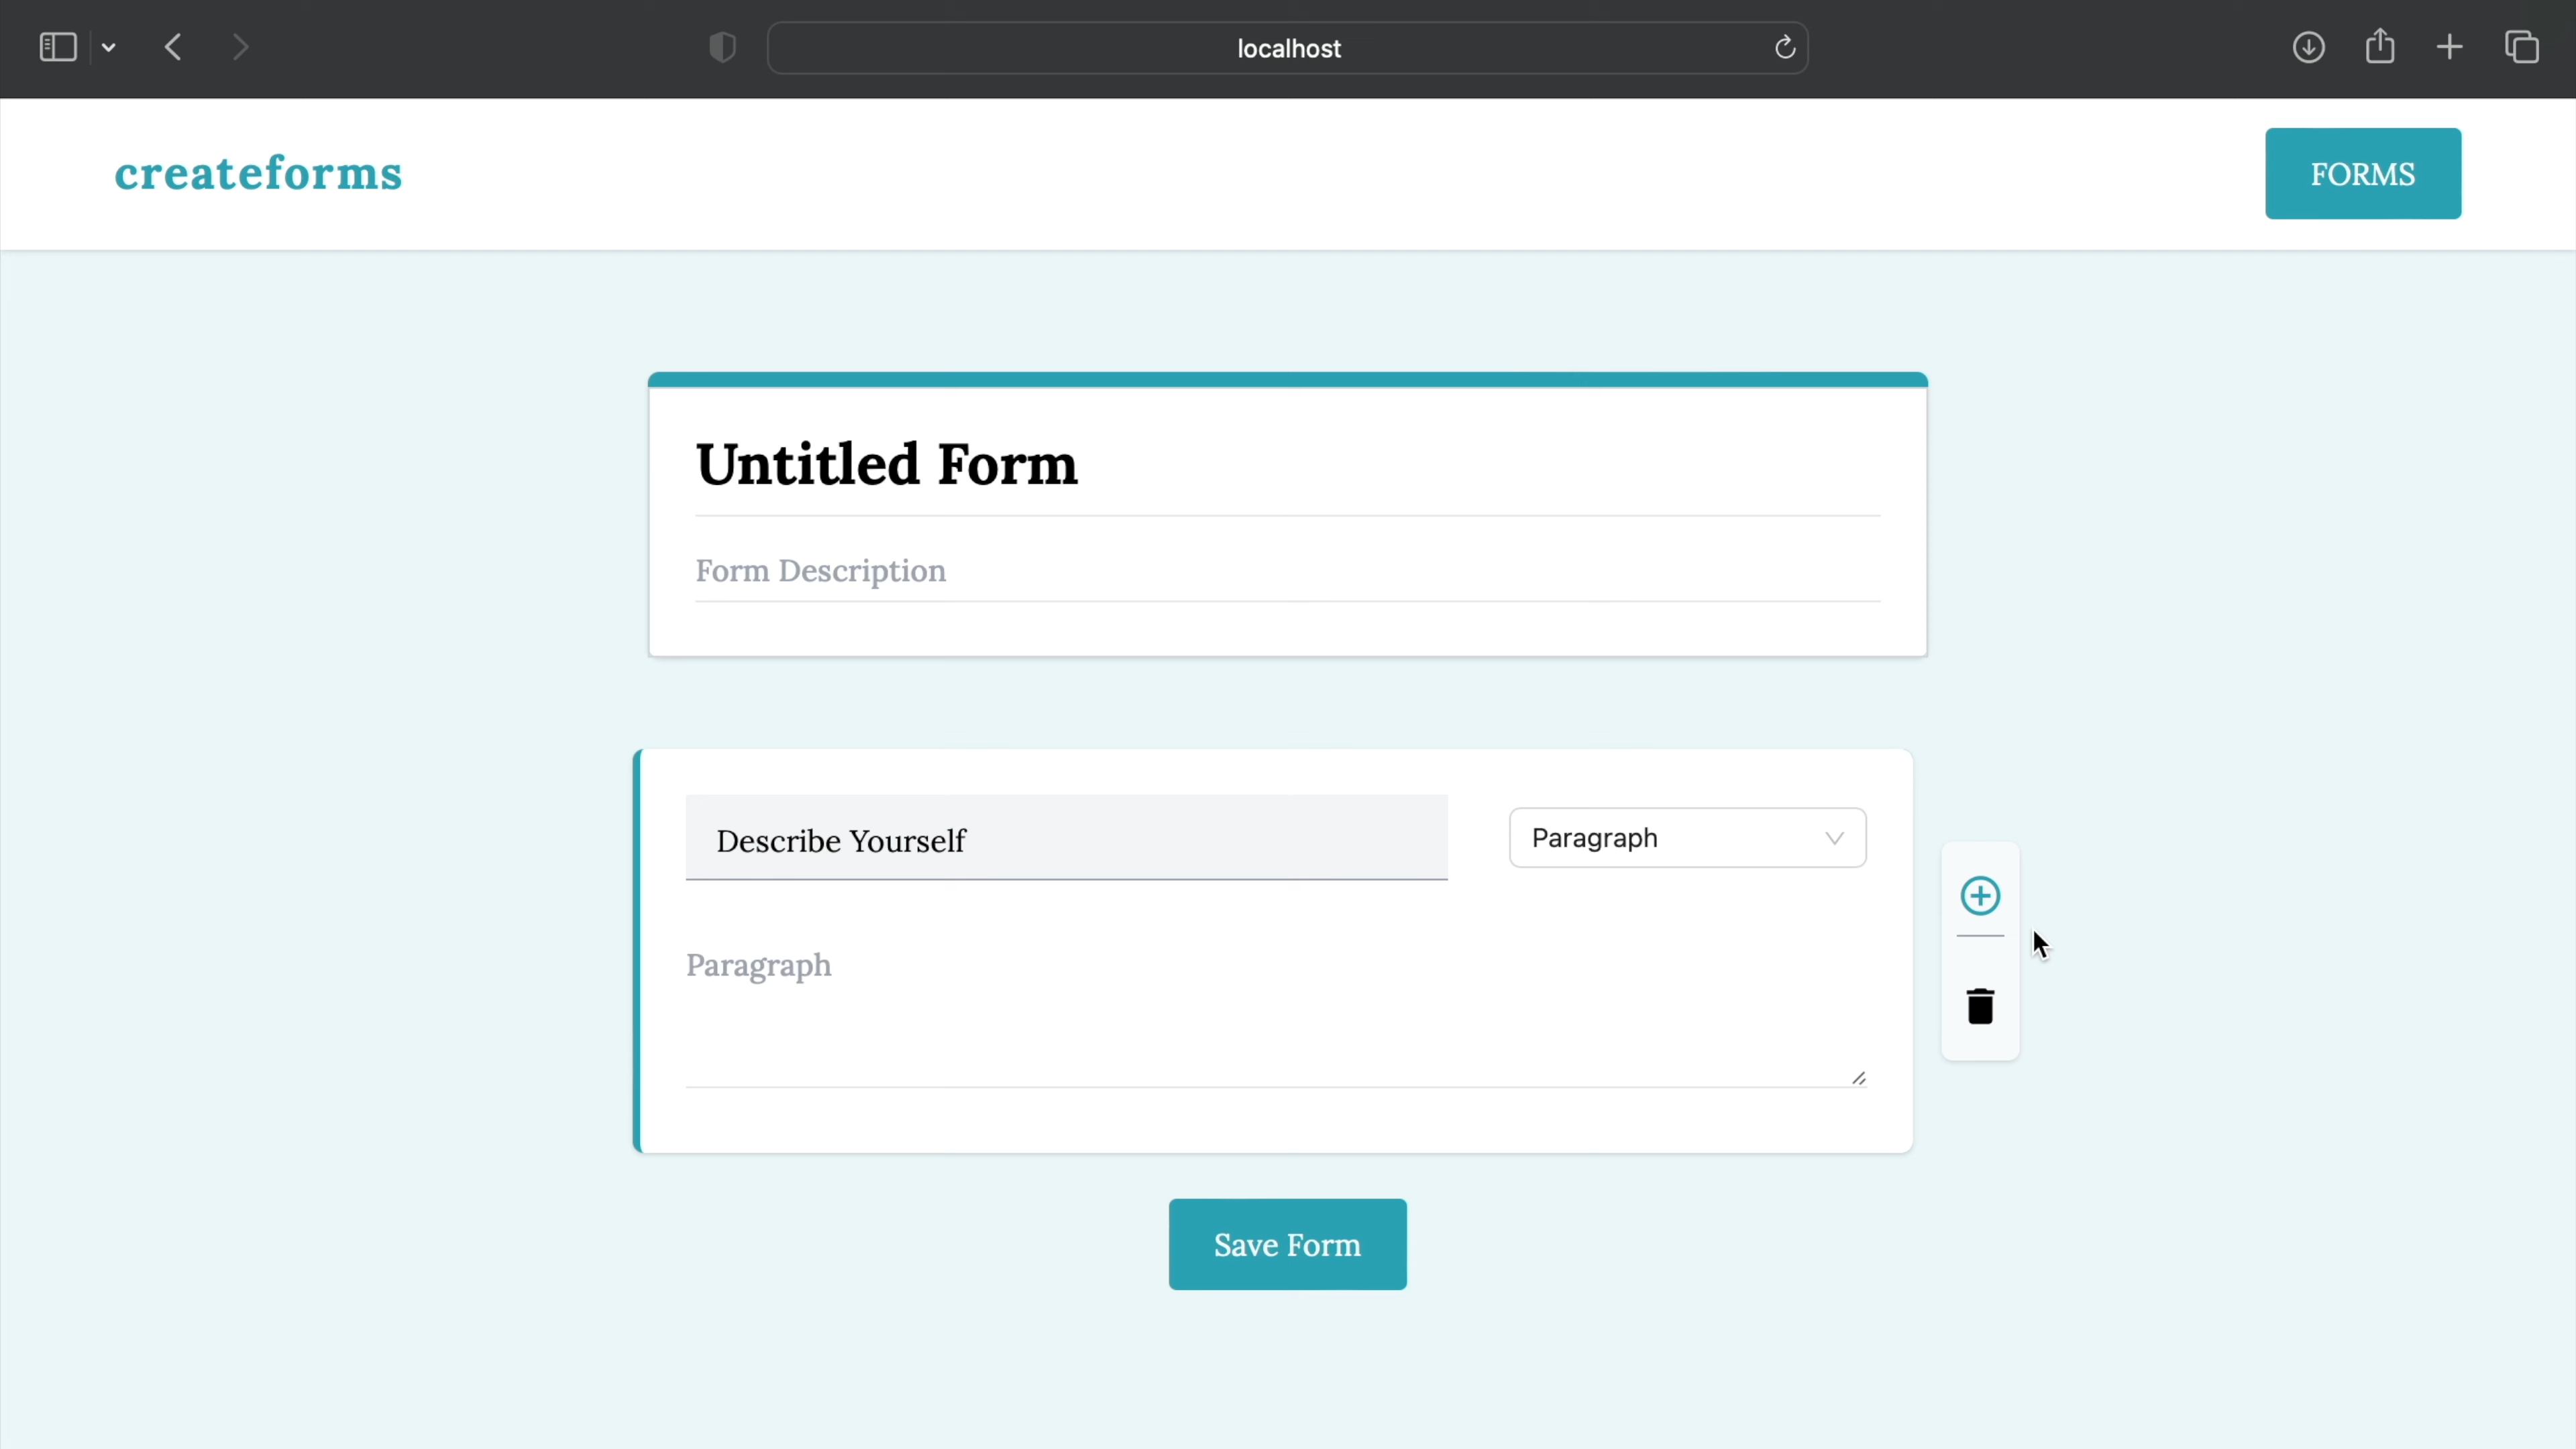 localhost
createforms
FORMS
Untitled Form
Form Description
Describe Yourself
Paragraph
Paragraph
Save Form